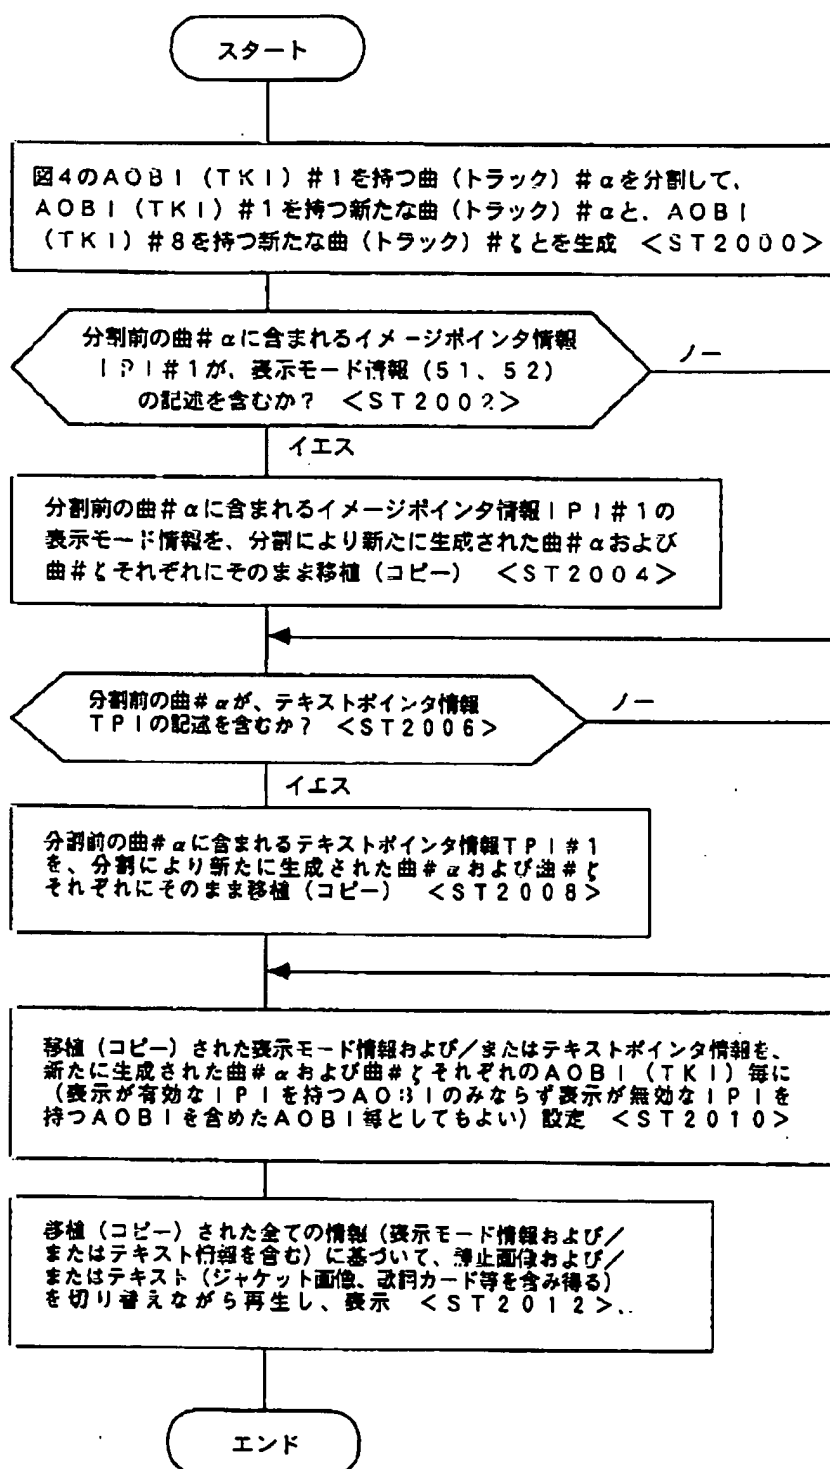 スタート
図4のAOBI(TKI)#1を持つ曲(トラック)#αを分割して、
AOBI(TKI)#1を持つ新たな曲(トラック)#αと、AOBI
(TKI)#8を持つ新たな曲(トラック)#ζとを生成 <ST2000>
分割前の曲#αに含まれるイメージポインタ情報
IPI#1が、表示モード情報(51、52)
の記述を含むか? <ST2002>
ノー
イエス
分割前の曲#αに含まれるイメージポインタ情報IPI#1の
表示モード情報を、分割により新たに生成された曲#αおよび
曲#ζそれぞれにそのまま移植(コピー) <ST2004>
分割前の曲#αが、テキストポインタ情報
TPIの記述を含むか? <ST2006>
ノー
イエス
分割前の曲#αに含まれるテキストポインタ情報TPI#1
を、分割により新たに生成された曲#αおよび曲#ζ
それぞれにそのまま移植(コピー) <ST2008>
移植(コピー)された表示モード情報および/またはテキストポインタ情報を、
新たに生成された曲#αおよび曲#ζそれぞれのAOBI(TKI)毎に
(表示が有効なIPIを持つAOBIのみならず表示が無効なIPIを
持つAOBIを含めたAOBI毎としてもよい)設定 <ST2010>
移植(コピー)された全ての情報(表示モード情報および/
またはテキスト情報を含む)に基づいて、静止画像および/
またはテキスト(ジャケット画像、歌詞カード等を含み得る)
を切り替えながら再生し、表示 <ST2012>
エンド